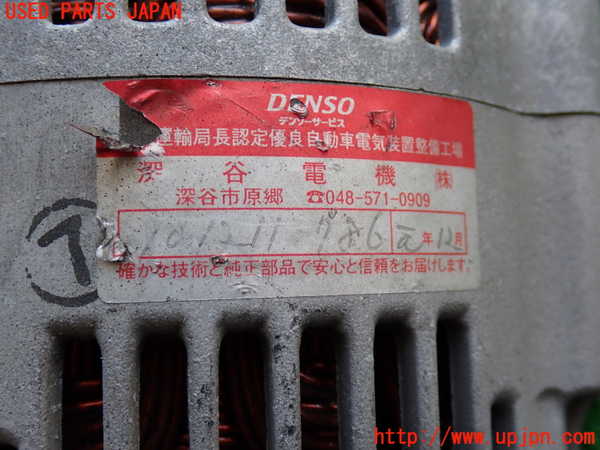 USED PARTS JAPAN
DENSO
デンソーサービス
運輸局長認定優良自動車電気装置整備工場
深谷電機㈱
深谷市原郷 ☎048-571-0909
元年12月
確かな技術と純正部品で安心と信頼をお届けします。
ア
http://www.upjpn.com/